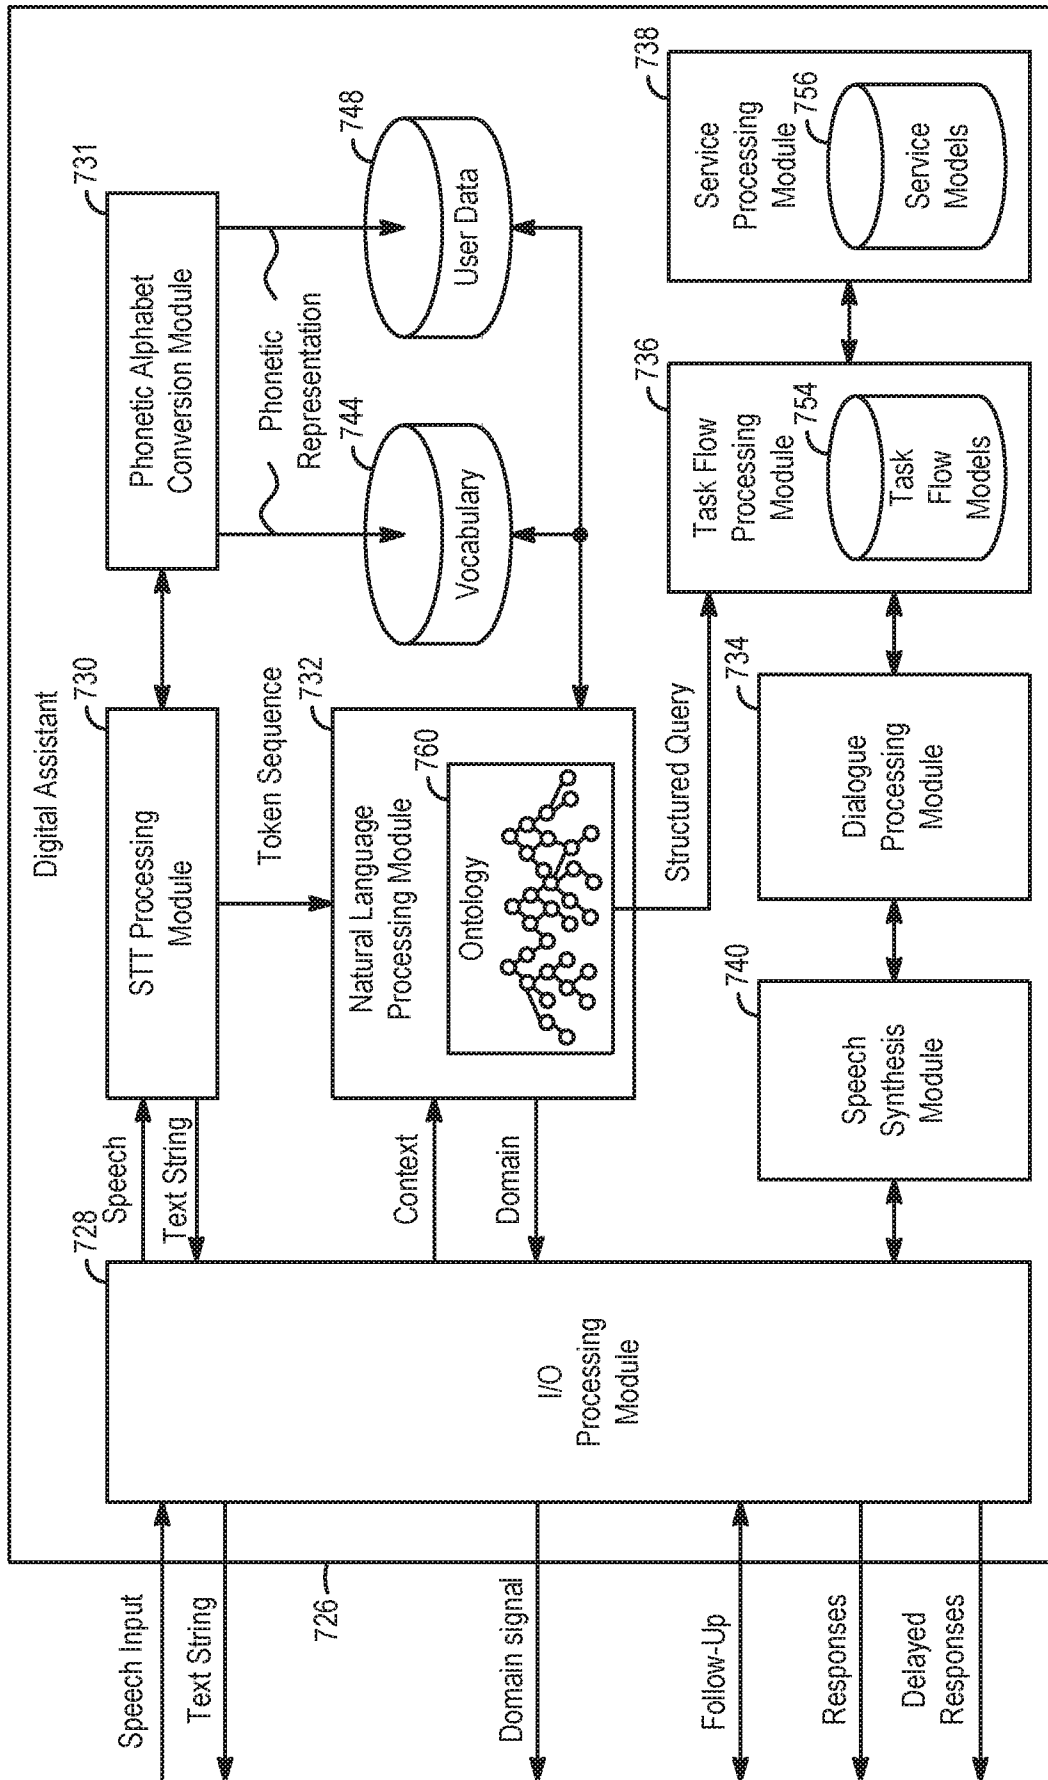 Digital Assistant
Speech Input
Text String
726
Domain signal
Follow-Up
Responses
Delayed
Responses
728
I/O
Processing
Module
Speech
Text String
Context
Domain
730
STT Processing
Module
Token Sequence
731
Phonetic Alphabet
Conversion Module
Phonetic
Representation
744
Vocabulary
748
User Data
732
Natural Language
Processing Module
760
Ontology
Structured Query
740
Speech
Synthesis
Module
734
Dialogue
Processing
Module
736
Task Flow
Processing
Module
754
Task
Flow
Models
738
Service
Processing
Module
756
Service
Models